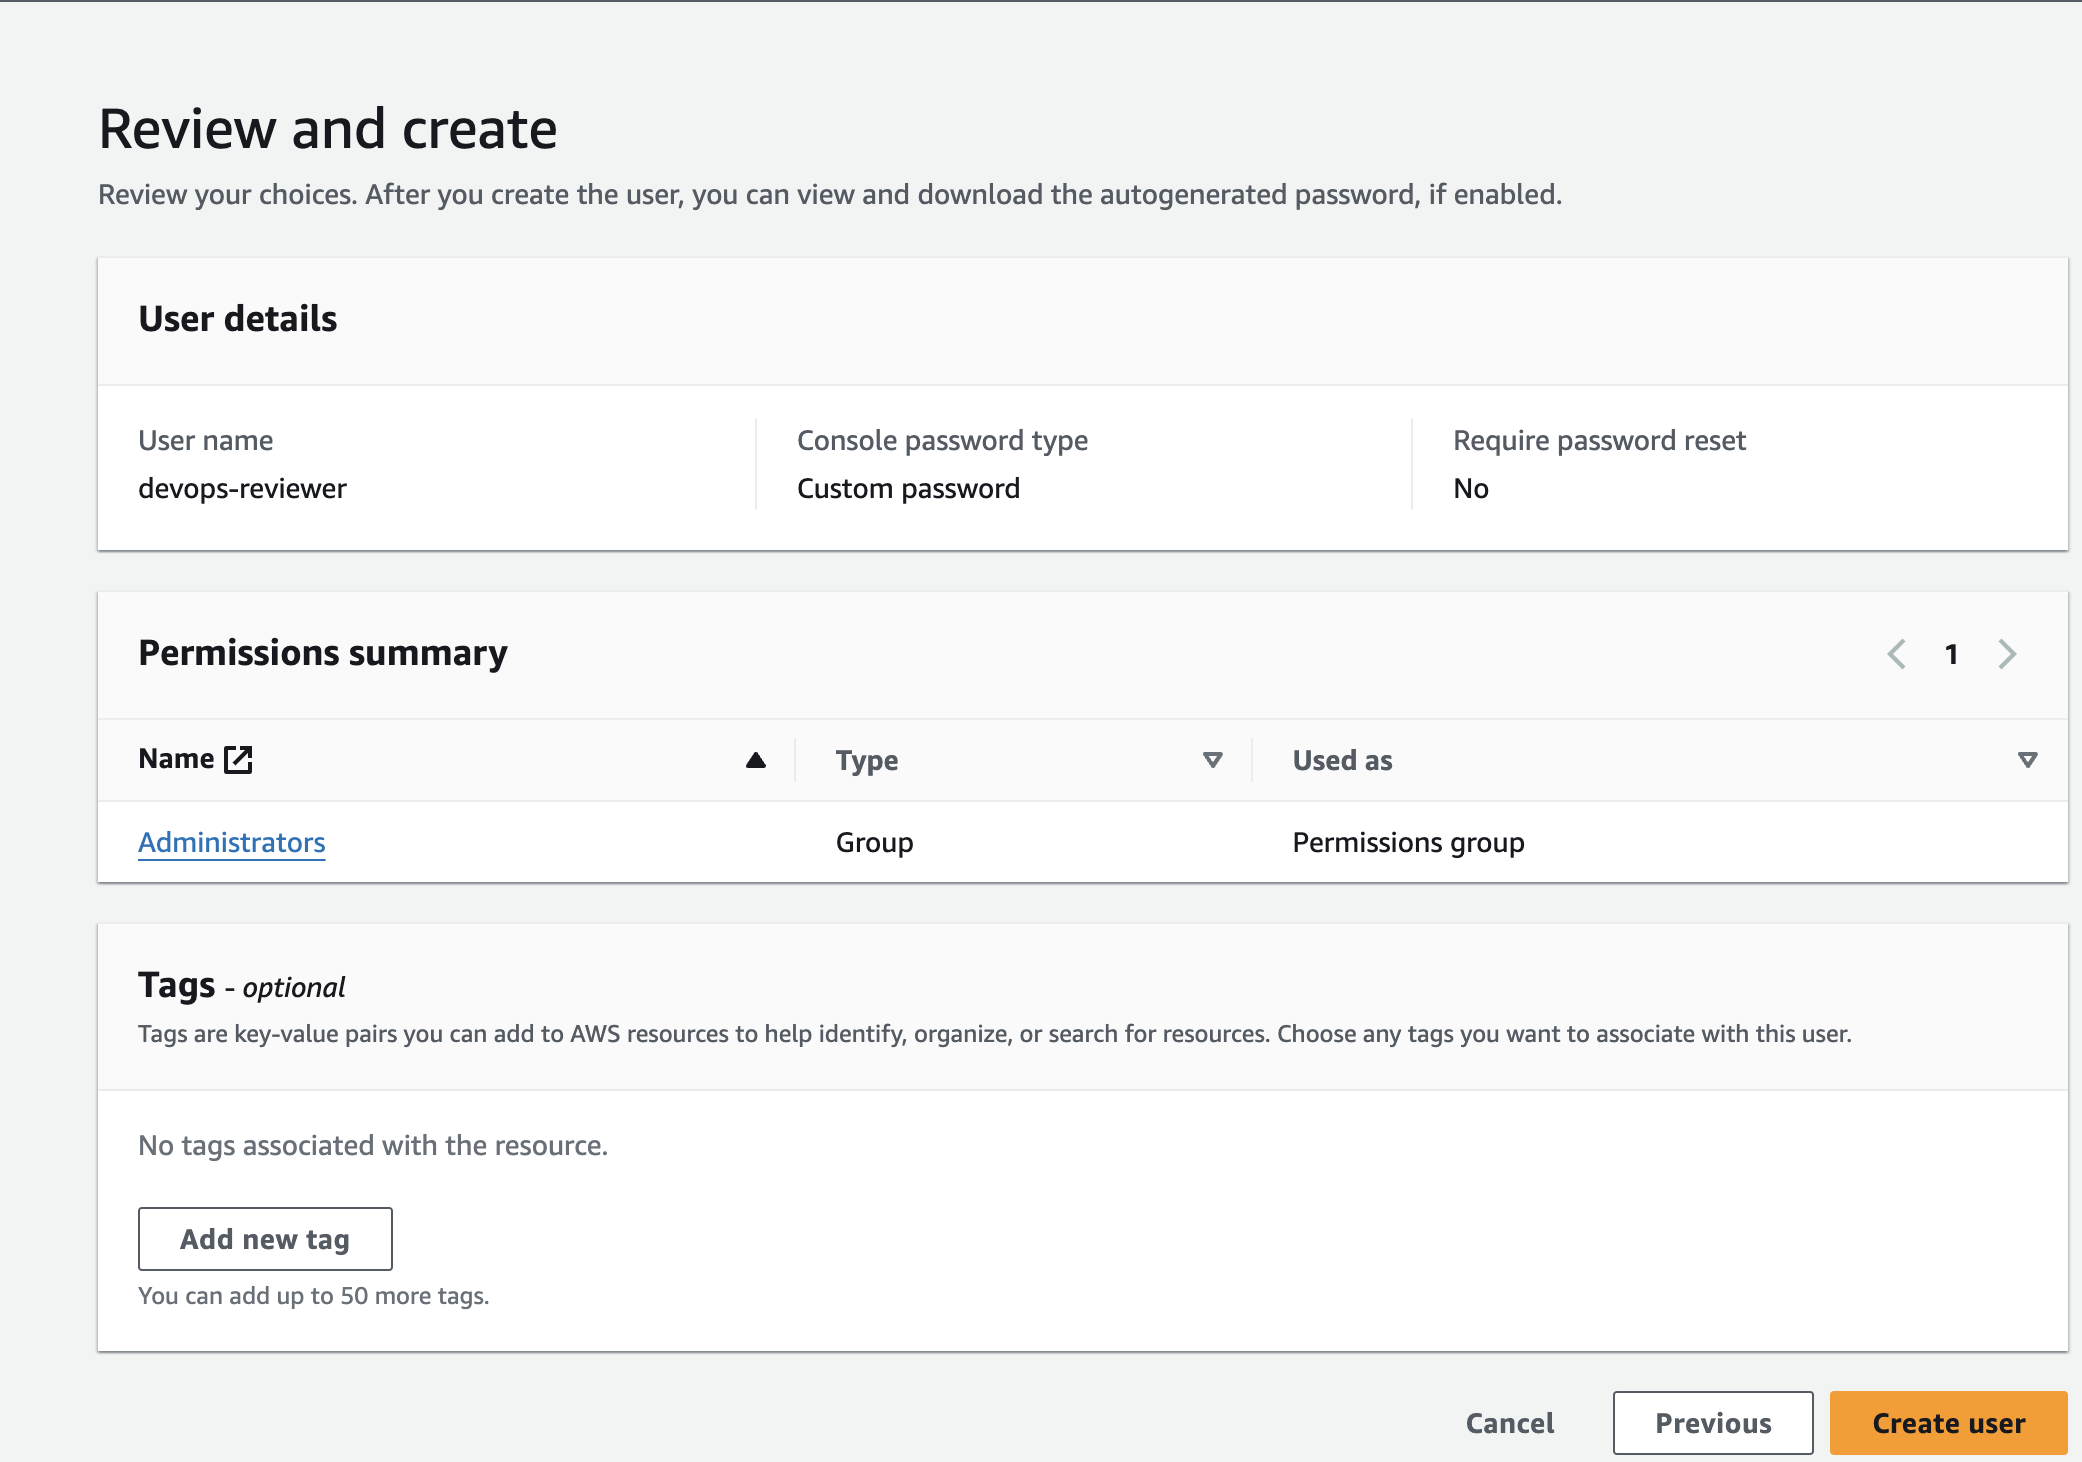 Review and create
Review your choices. After you create the user, you can view and download the autogenerated password, if enabled.
User details
User name
devops-reviewer
Console password type
Custom password
Require password reset
No
Permissions summary
1
Name
Type
Used as
Administrators
Group
Permissions group
Tags - optional
Tags are key-value pairs you can add to AWS resources to help identify, organize, or search for resources. Choose any tags you want to associate with this user.
No tags associated with the resource.
Add new tag
You can add up to 50 more tags.
Cancel
Previous
Create user